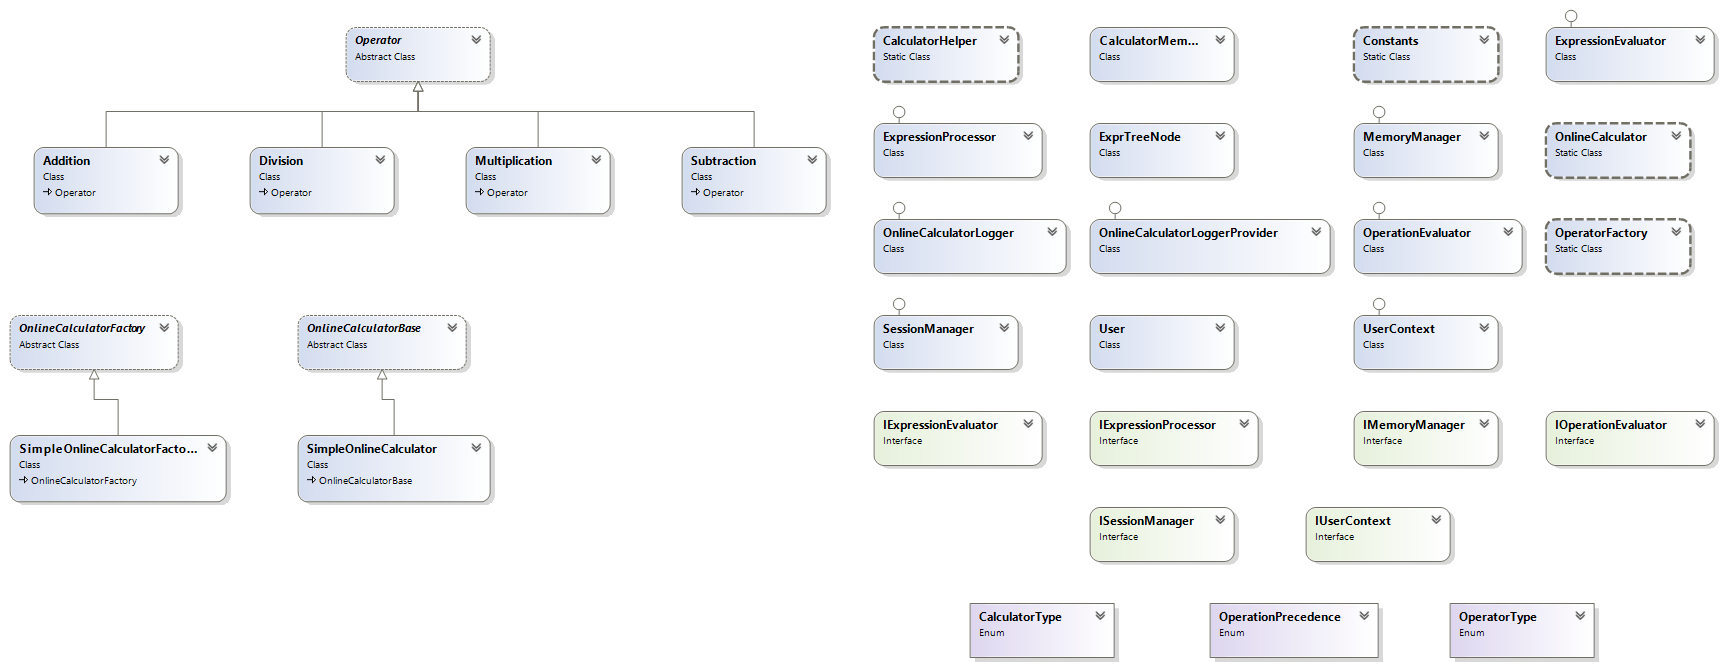 Operator
Abstract Class
Addition
Class
Operator
Division
Class
Operator
Multiplication
Class
Operator
Subtraction
Class
Operator
OnlineCalculatorFactory
Abstract Class
OnlineCalculatorBase
Abstract Class
SimpleOnlineCalculatorFacto...
Class
OnlineCalculatorFactory
SimpleOnlineCalculator
Class
OnlineCalculatorBase
CalculatorHelper
Static Class
CalculatorMem...
Class
Constants
Static Class
ExpressionEvaluator
Class
ExpressionProcessor
Class
ExprTreeNode
Class
MemoryManager
Class
OnlineCalculator
Static Class
OnlineCalculatorLogger
Class
OnlineCalculatorLoggerProvider
Class
OperationEvaluator
Class
OperatorFactory
Static Class
SessionManager
Class
User
Class
UserContext
Class
IExpressionEvaluator
Interface
IExpressionProcessor
Interface
IMemoryManager
Interface
IOperationEvaluator
Interface
ISessionManager
Interface
IUserContext
Interface
CalculatorType
Enum
OperationPrecedence
Enum
OperatorType
Enum